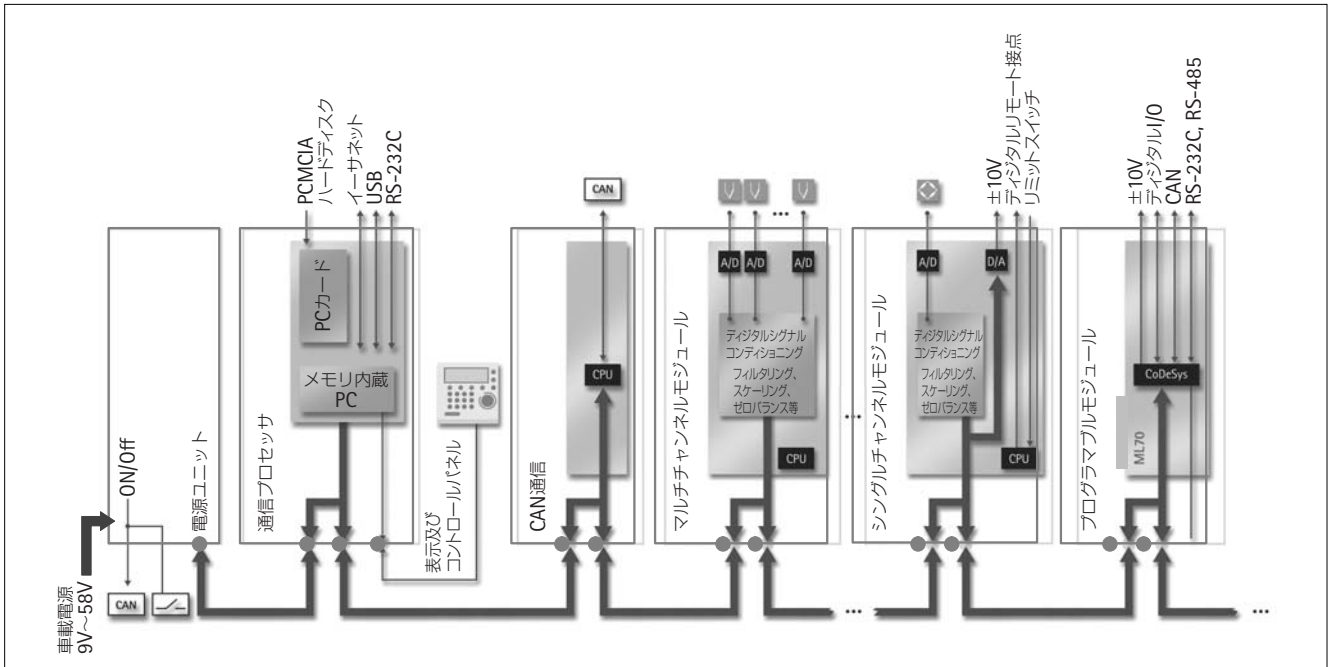 車載電源
9V～58V
CAN
ON/Off
電源ユニット
通信プロセッサ
PCMCIA
ハードディスク
イーサネット
USB
RS-232C
PCカード
メモリ内蔵
PC
表示及び
コントロールパネル
CAN通信
CAN
CPU
マルチチャンネルモジュール
A/D
A/D
A/D
...
ディジタルシグナル
コンディショニング
フィルタリング、
スケーリング、
ゼロバランス等
CPU
...
...
シングルチャンネルモジュール
A/D
D/A
±10V
ディジタルリモート接点
リミットスイッチ
ディジタルシグナル
コンディショニング
フィルタリング、
スケーリング、
ゼロバランス等
CPU
プログラマブルモジュール
±10V
ディジタルI/O
CAN
RS-232C, RS-485
CoDeSys
ML70
...